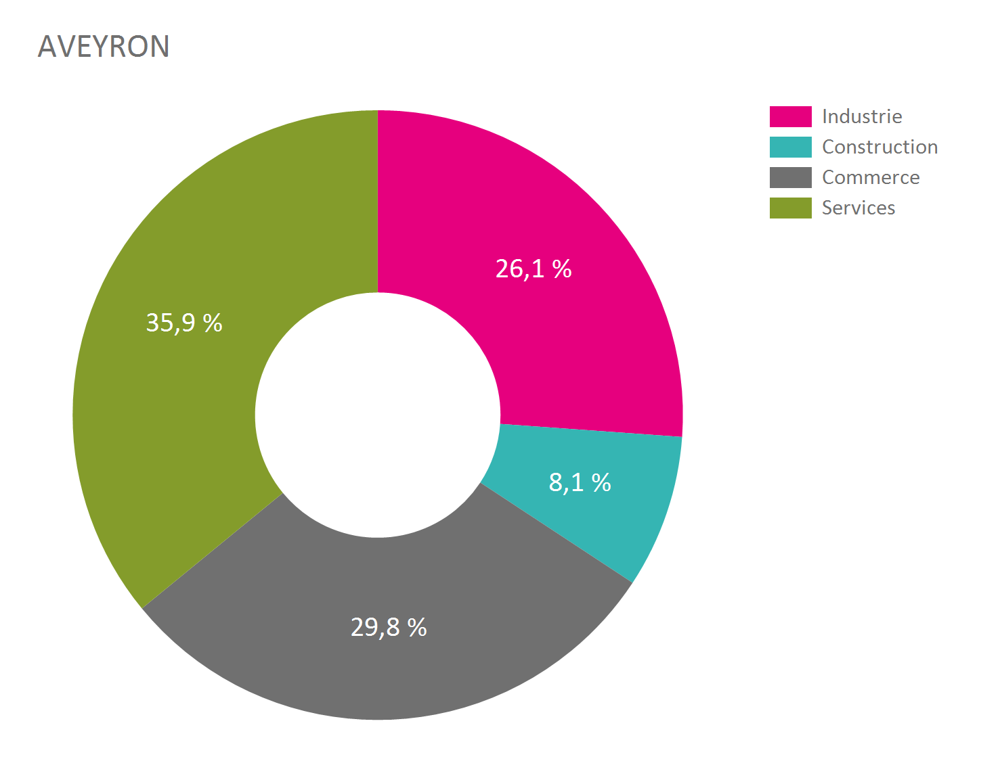 AVEYRON
Industrie
Construction
Commerce
Services
26,1 %
35,9 %
8,1 %
29,8 %